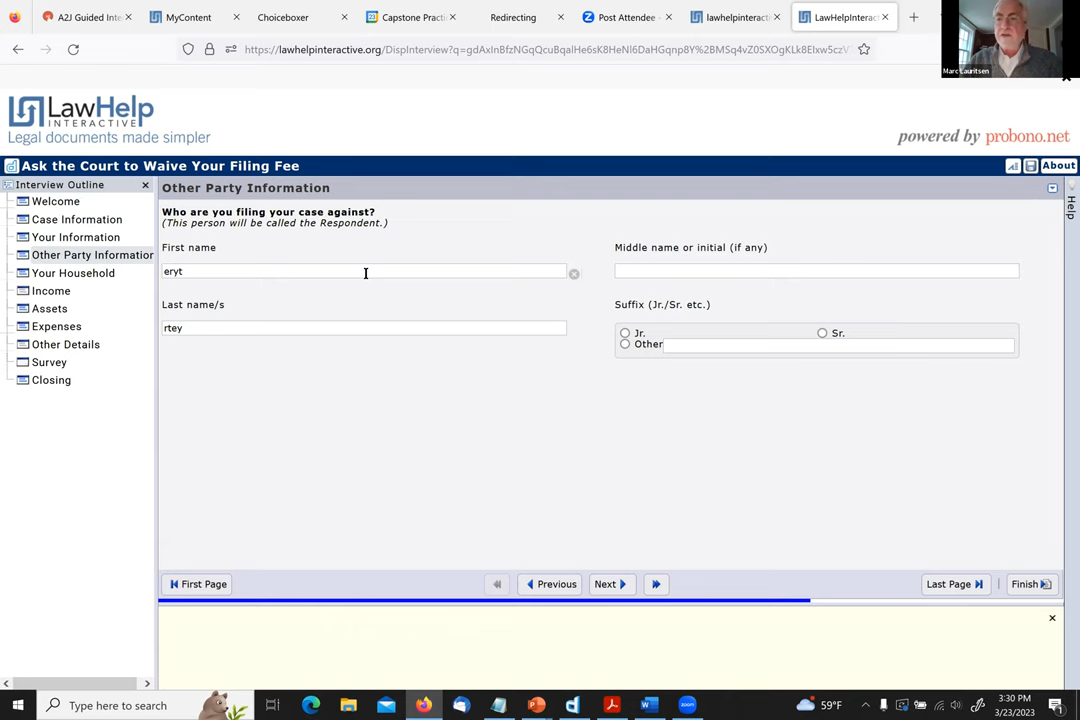 A2J Guided Inter
MyContent
Choiceboxer
Capstone Practi
Redirecting
Post Attendee -
lawhelpinteracti
LawHelpInterac
https://lawhelpinteractive.org/DispInterview?q=
Marc Lauritsen
LawHelp
INTERACTIVE
Legal documents made simpler
powered by probono.net
Ask the Court to Waive Your Filing Fee
About
Interview Outline
Other Party Information
Help
Welcome
Case Information
Your Information
Other Party Information
Your Household
Income
Assets
Expenses
Other Details
Survey
Closing
Who are you filing your case against?
(This person will be called the Respondent.)
First name
Middle name or initial (if any)
eryt
Last name/s
Suffix (Jr./Sr. etc.)
rtey
Jr.
Sr.
Other
First Page
Previous
Next
Last Page
Finish
Type here to search
59°F
3:30 PM
3/23/2023